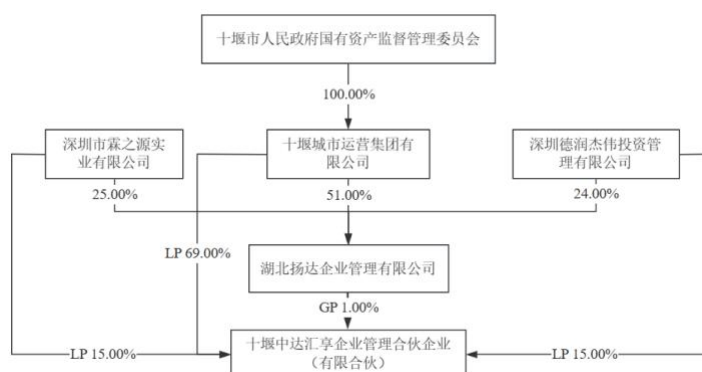 十堰市人民政府国有资产监督管理委员会
100.00%
深圳市霖之源实
业有限公司
十堰城市运营集团有
限公司
深圳德润杰伟投资管
理有限公司
25.00%
51.00%
24.00%
LP 69.00%
湖北扬达企业管理有限公司
GP 1.00%
十堰中达汇享企业管理合伙企业
（有限合伙）
LP 15.00%
LP 15.00%